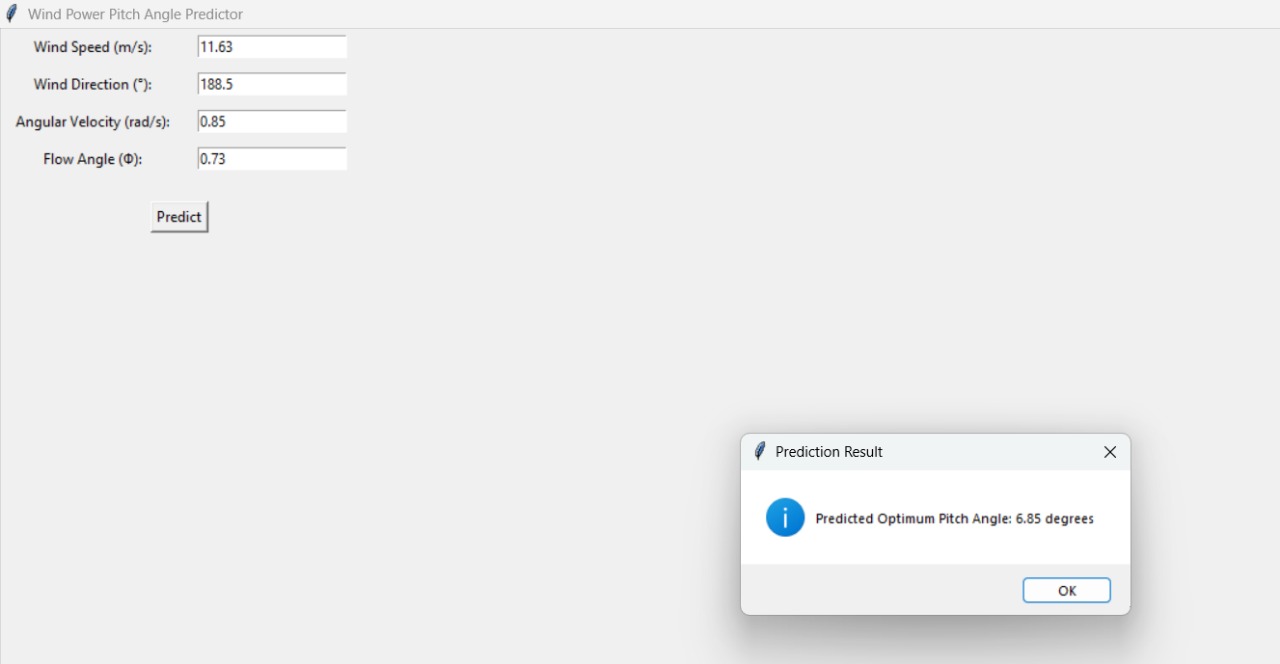 Wind Power Pitch Angle Predictor
Wind Speed (m/s): 11.63
Wind Direction (°): 188.5
Angular Velocity (rad/s): 0.85
Flow Angle (Φ): 0.73
Predict
Prediction Result
i
Predicted Optimum Pitch Angle: 6.85 degrees
OK